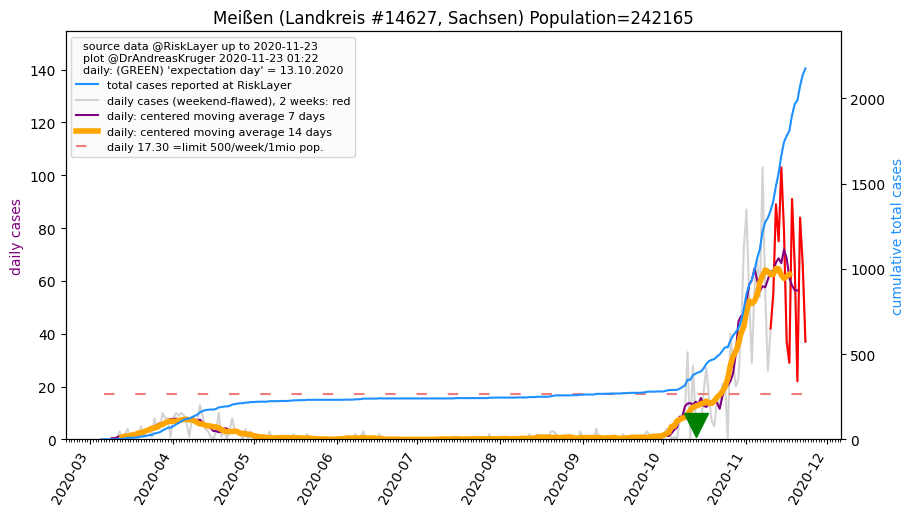 Meißen (Landkreis #14627, Sachsen) Population=242165
source data @RiskLayer up to 2020-11-23
plot @DrAndreasKruger 2020-11-23 01:22
daily: (GREEN) 'expectation day' = 13.10.2020
total cases reported at RiskLayer
daily cases (weekend-flawed), 2 weeks: red
daily: centered moving average 7 days
daily: centered moving average 14 days
daily 17.30 =limit 500/week/1mio pop.
daily cases
140
120
100
80
60
40
20
0
cumulative total cases
2000
1500
1000
500
0
2020-03
2020-04
2020-05
2020-06
2020-07
2020-08
2020-09
2020-10
2020-11
2020-12